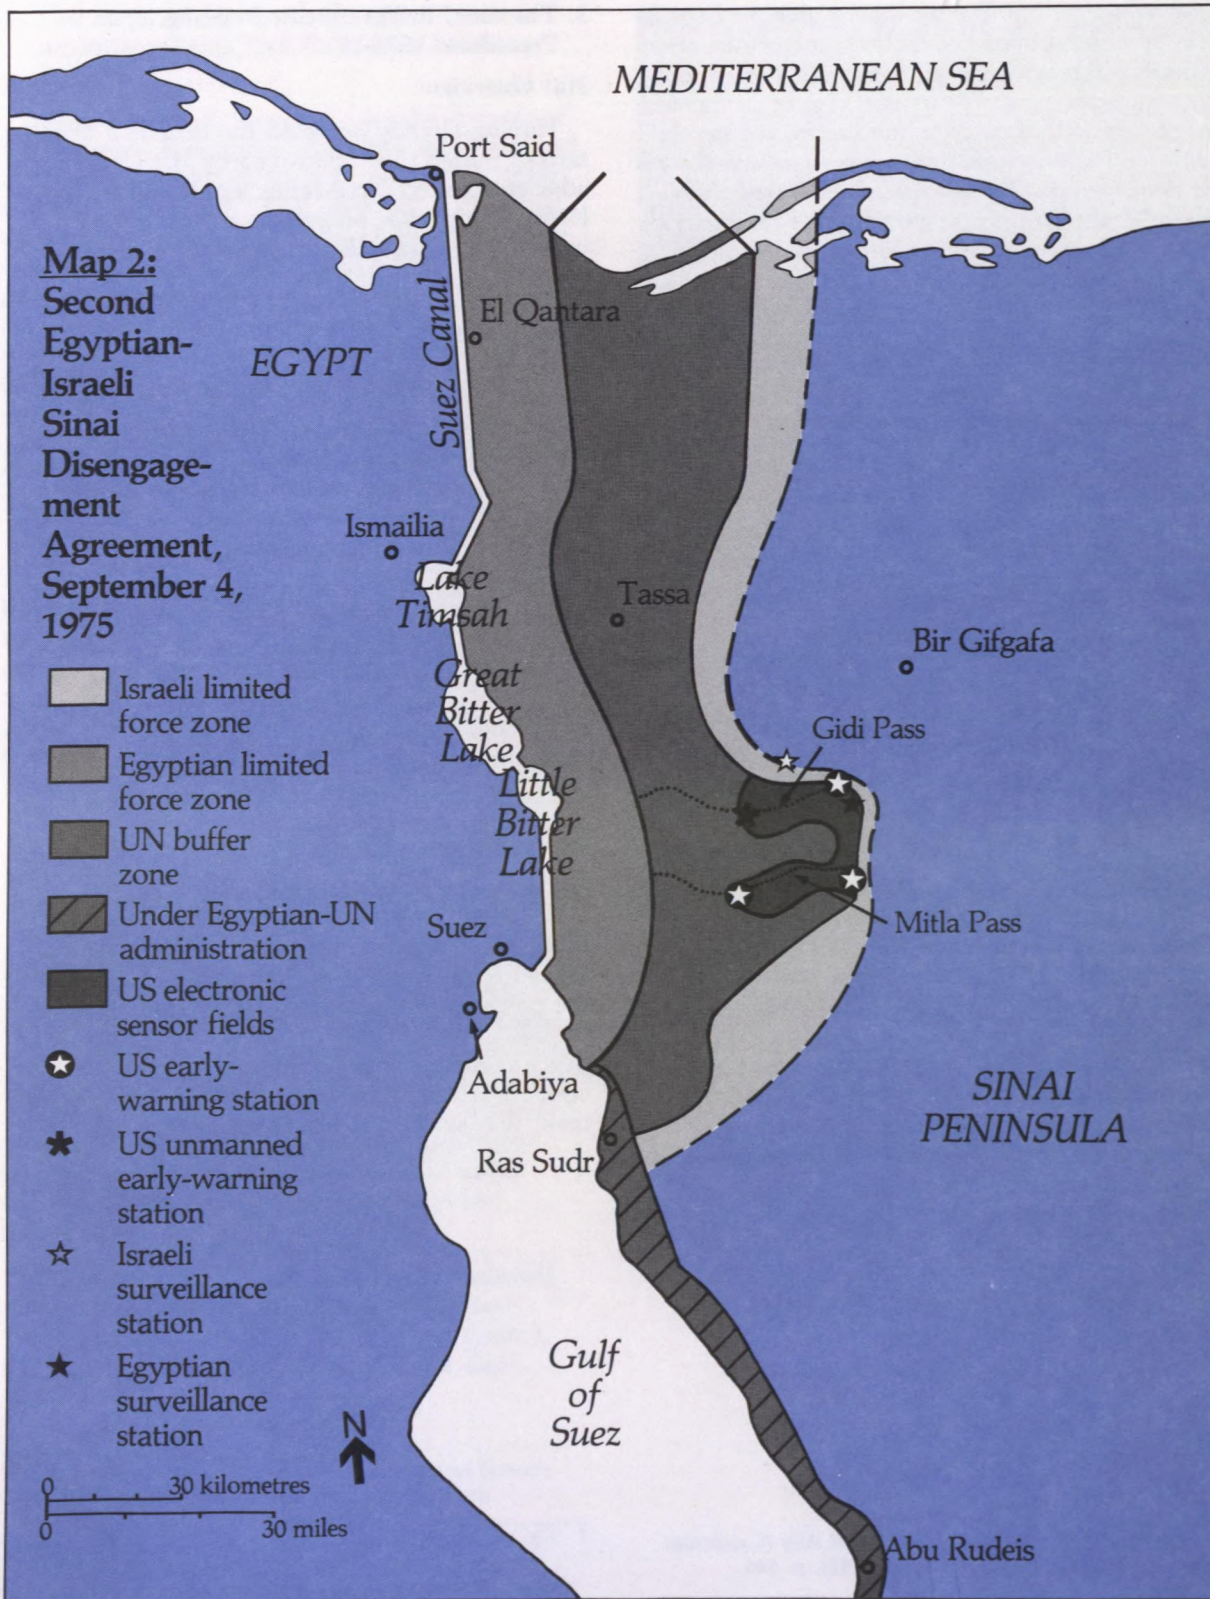 MEDITERRANEAN SEA
Port Said
Map 2:
Second
Egyptian-
Israeli
Sinai
Disengage-
ment
Agreement,
September 4,
1975
EGYPT
Suez Canal
El Qantara
Ismailia
Lake
Timsah
Tassa
Bir Gifgafa
Great
Bitter
Lake
Gidi Pass
Little
Bitter
Lake
Mitla Pass
Suez
Adabiya
Ras Sudr
SINAI
PENINSULA
Gulf
of
Suez
Abu Rudeis
Israeli limited
force zone
Egyptian limited
force zone
UN buffer
zone
Under Egyptian-UN
administration
US electronic
sensor fields
US early-
warning station
US unmanned
early-warning
station
Israeli
surveillance
station
Egyptian
surveillance
station
N
0 30 kilometres
0 30 miles